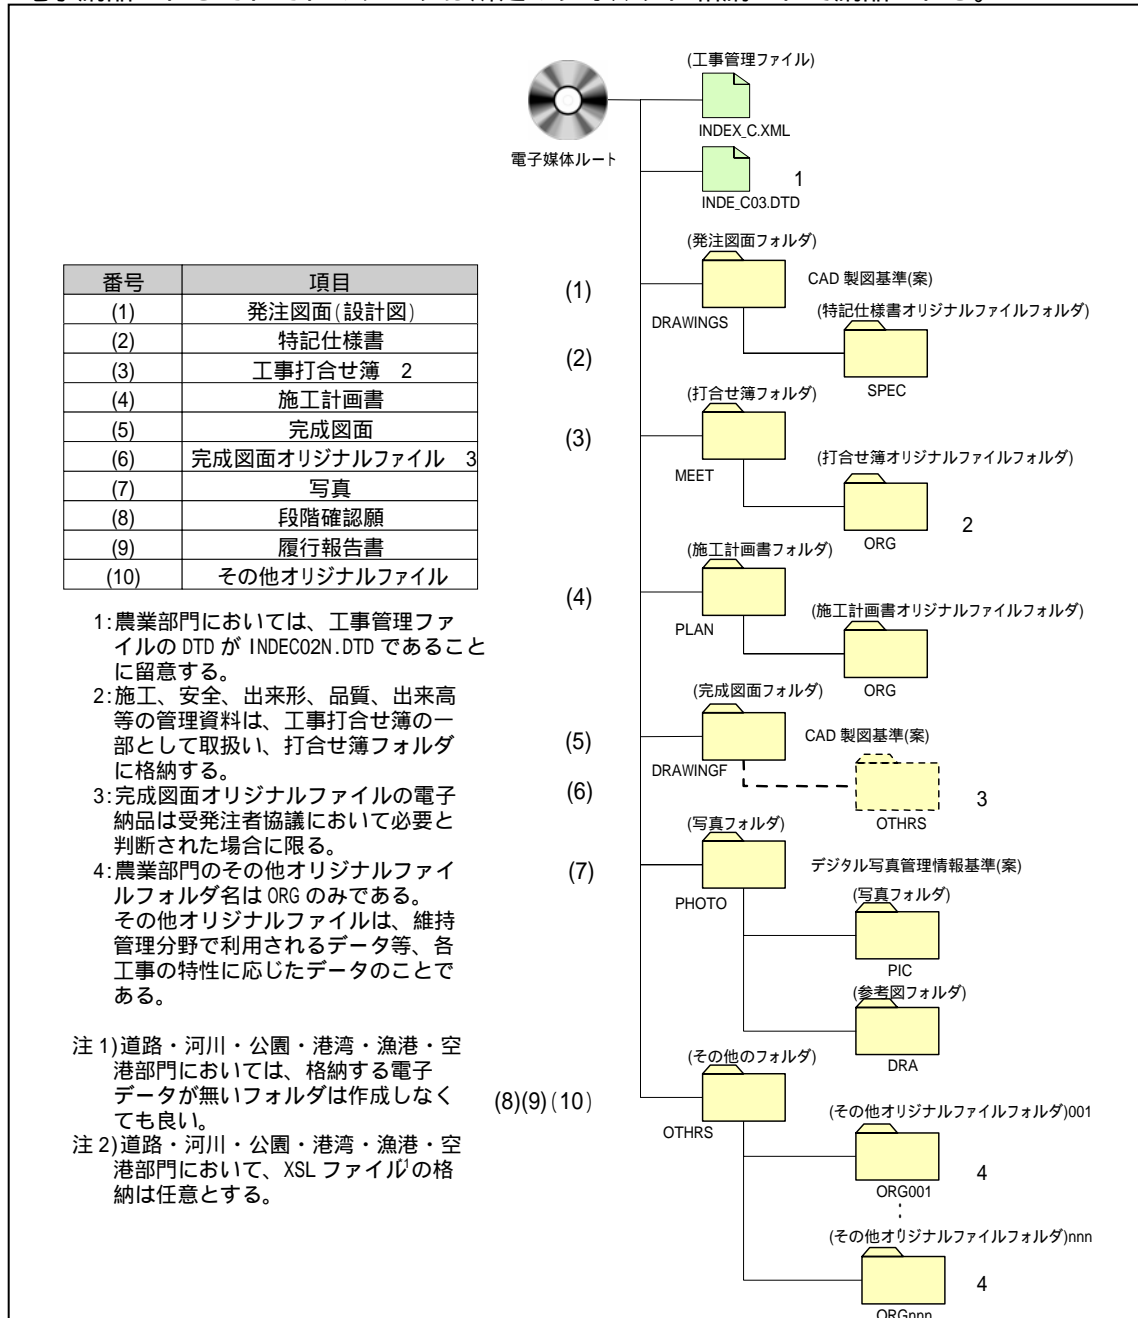 (工事管理ファイル)
INDEX_C.XML
電子媒体ルート
1
INDE_C03.DTD
(発注図面フォルダ)
(1)
CAD 製図基準(案)
DRAWINGS
(特記仕様書オリジナルファイルフォルダ)
(2)
SPEC
(打合せ簿フォルダ)
(3)
MEET
(打合せ簿オリジナルファイルフォルダ)
2
ORG
(施工計画書フォルダ)
(4)
PLAN
(施工計画書オリジナルファイルフォルダ)
ORG
(完成図面フォルダ)
(5)
CAD 製図基準(案)
DRAWINGF
(6)
3
OTHRS
(写真フォルダ)
(7)
デジタル写真管理情報基準(案)
PHOTO
(写真フォルダ)
PIC
(参考図フォルダ)
DRA
(その他のフォルダ)
(8)(9)(10)
OTHRS
(その他オリジナルファイルフォルダ)001
4
ORG001
(その他オリジナルファイルフォルダ)nnn
4
ORGnnn
番号 項目
(1) 発注図面(設計図)
(2) 特記仕様書
(3) 工事打合せ簿 2
(4) 施工計画書
(5) 完成図面
(6) 完成図面オリジナルファイル 3
(7) 写真
(8) 段階確認願
(9) 履行報告書
(10) その他オリジナルファイル
1:農業部門においては、工事管理ファ
イルの DTD が INDEC02N.DTD であること
に留意する。
2:施工、安全、出来形、品質、出来高
等の管理資料は、工事打合せ簿の一
部として取扱い、打合せ簿フォルダ
に格納する。
3:完成図面オリジナルファイルの電子
納品は受発注者協議において必要と
判断された場合に限る。
4:農業部門のその他オリジナルファイ
ルフォルダ名は ORG のみである。
その他オリジナルファイルは、維持
管理分野で利用されるデータ等、各
工事の特性に応じたデータのことで
ある。
注 1)道路・河川・公園・港湾・漁港・空
港部門においては、格納する電子
データが無いフォルダは作成しなく
ても良い。
注 2)道路・河川・公園・港湾・漁港・空
港部門において、XSL ファイル1の格
納は任意とする。